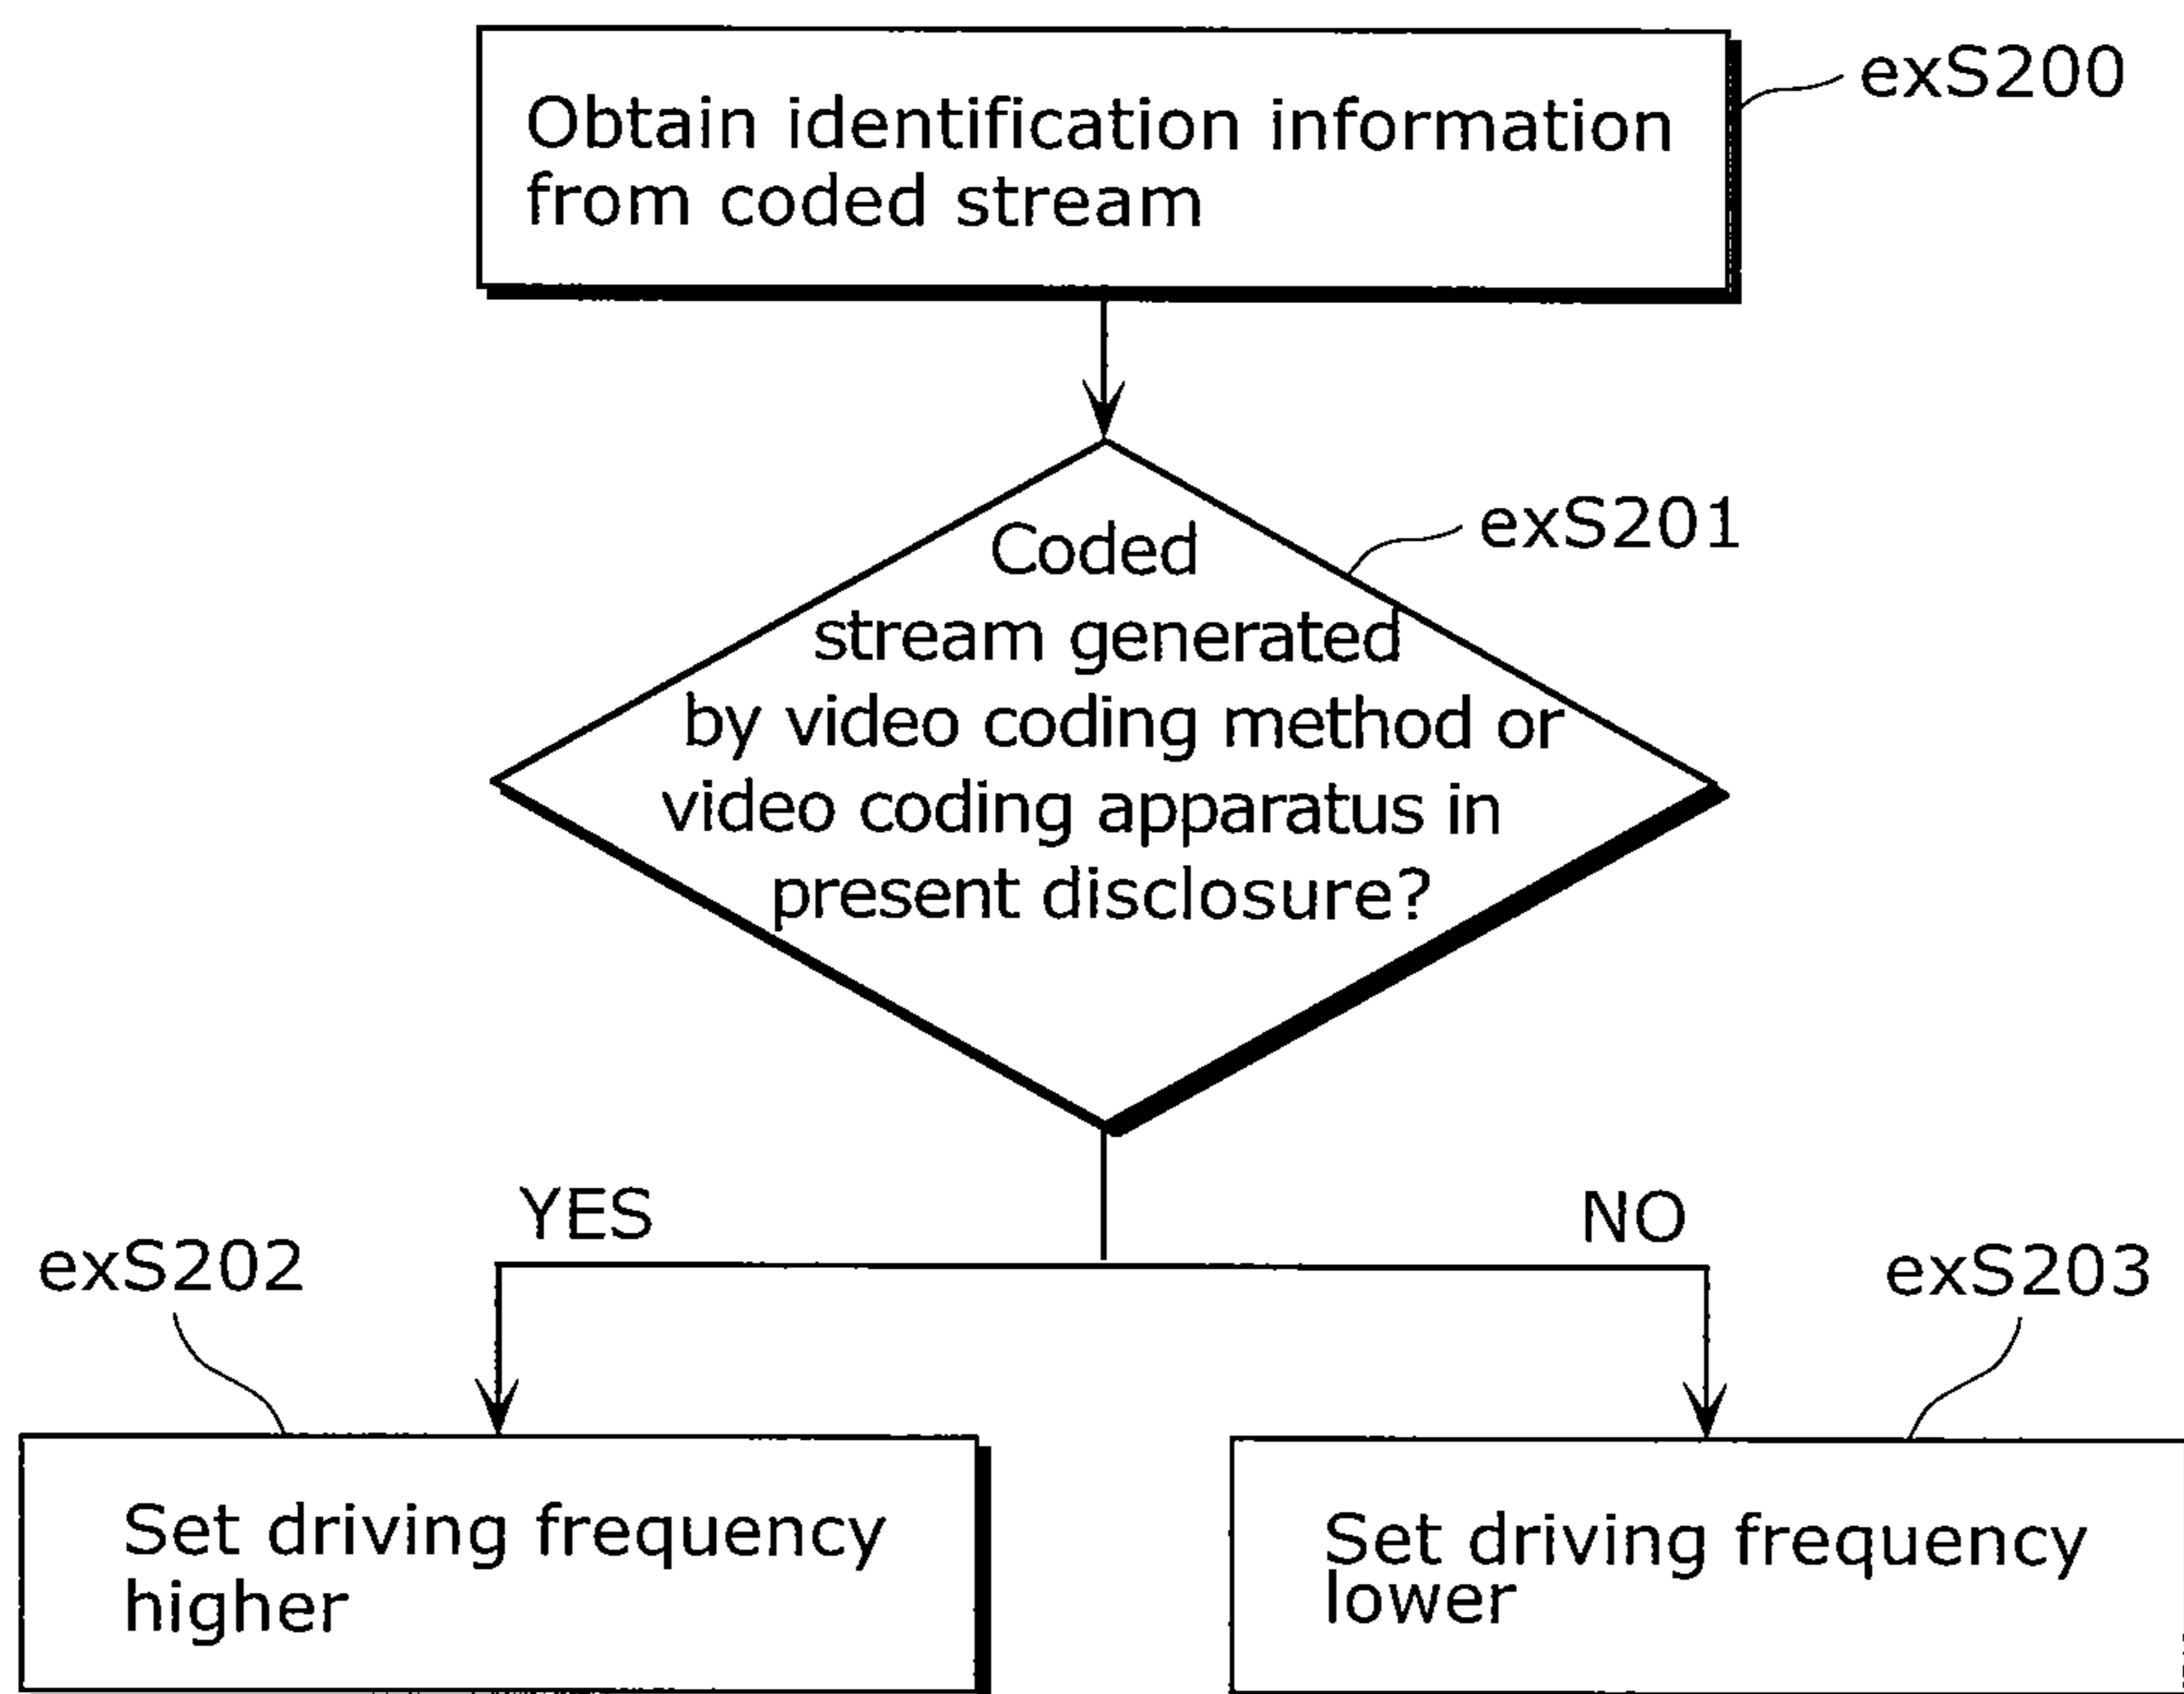 Obtain identification information
from coded stream
exS200
Coded
stream generated
by video coding method or
video coding apparatus in
present disclosure?
exS201
YES
NO
exS202
exS203
Set driving frequency
higher
Set driving frequency
lower